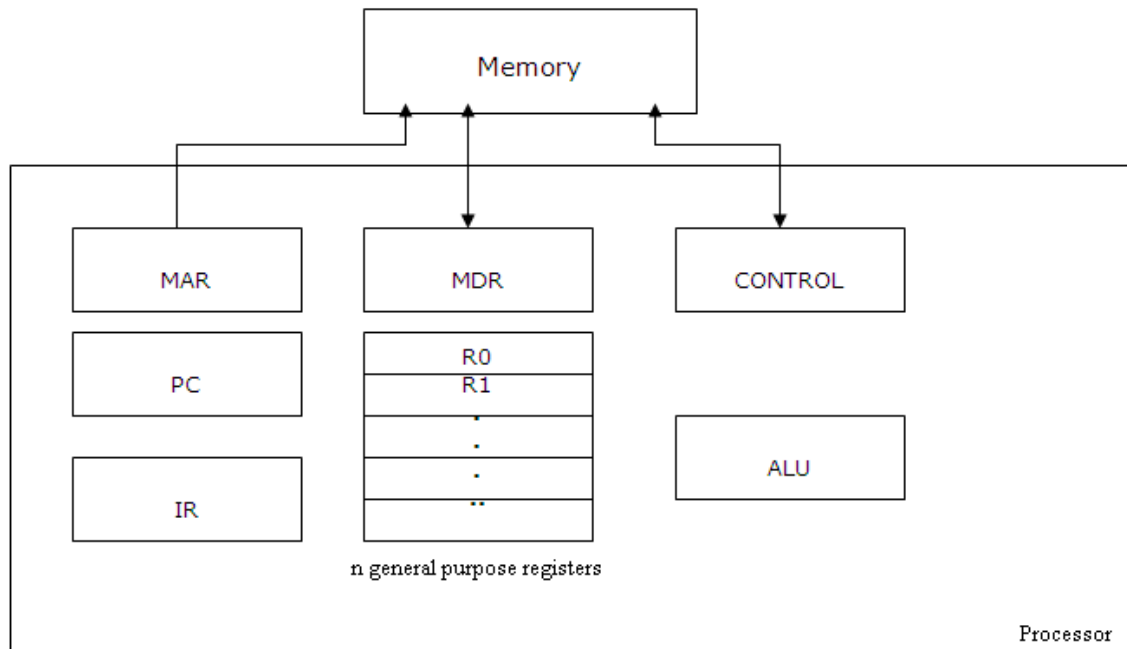 Memory
MAR
MDR
CONTROL
PC
R0
R1
.
.
.
..
ALU
IR
n general purpose registers
Processor